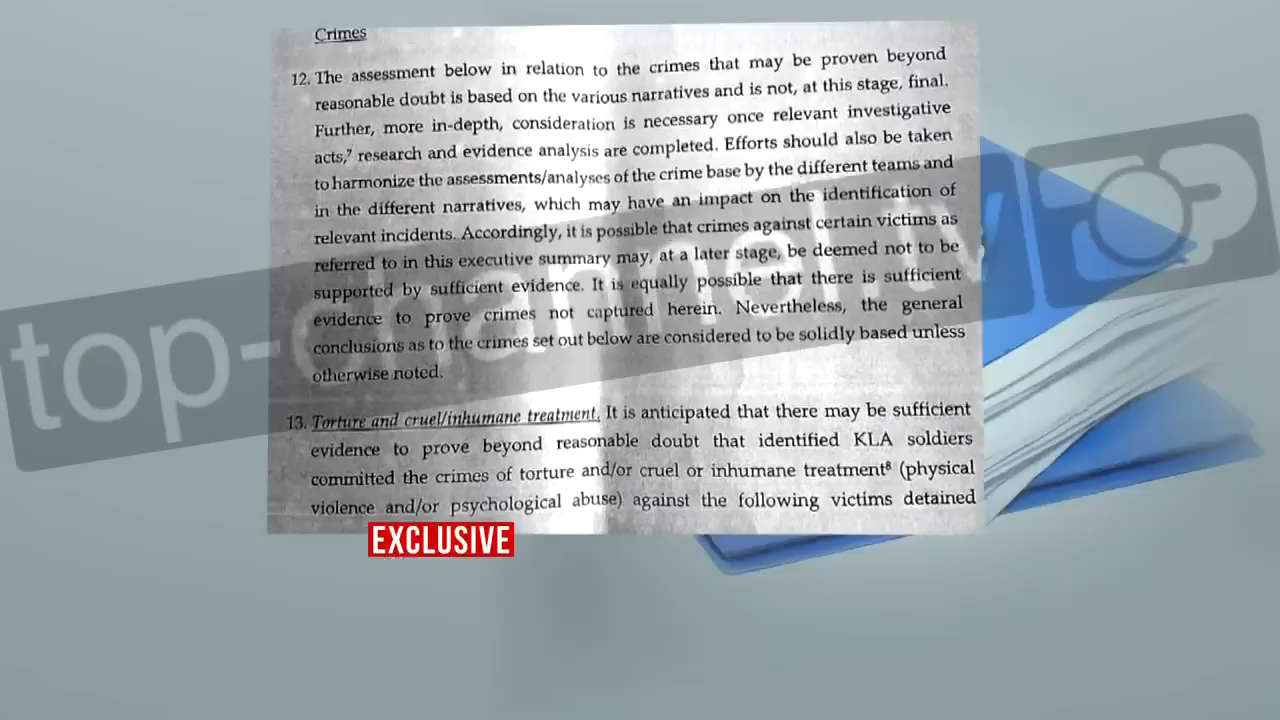 Crimes
12. The assessment below in relation to the crimes that may be proven beyond
reasonable doubt is based on the various narratives and is not, at this stage, final.
Further, more in-depth, consideration is necessary once relevant investigative
acts,⁷ research and evidence analysis are completed. Efforts should also be taken
to harmonize the assessments/analyses of the crime base by the different teams and
in the different narratives, which may have an impact on the identification of
relevant incidents. Accordingly, it is possible that crimes against certain victims as
referred to in this executive summary may, at a later stage, be deemed not to be
supported by sufficient evidence. It is equally possible that there is sufficient
evidence to prove crimes not captured herein. Nevertheless, the general
conclusions as to the crimes set out below are considered to be solidly based unless
otherwise noted.
13. Torture and cruel/inhumane treatment. It is anticipated that there may be sufficient
evidence to prove beyond reasonable doubt that identified KLA soldiers
committed the crimes of torture and/or cruel or inhumane treatment⁸ (physical
violence and/or psychological abuse) against the following victims detained
EXCLUSIVE
top-channel.tv